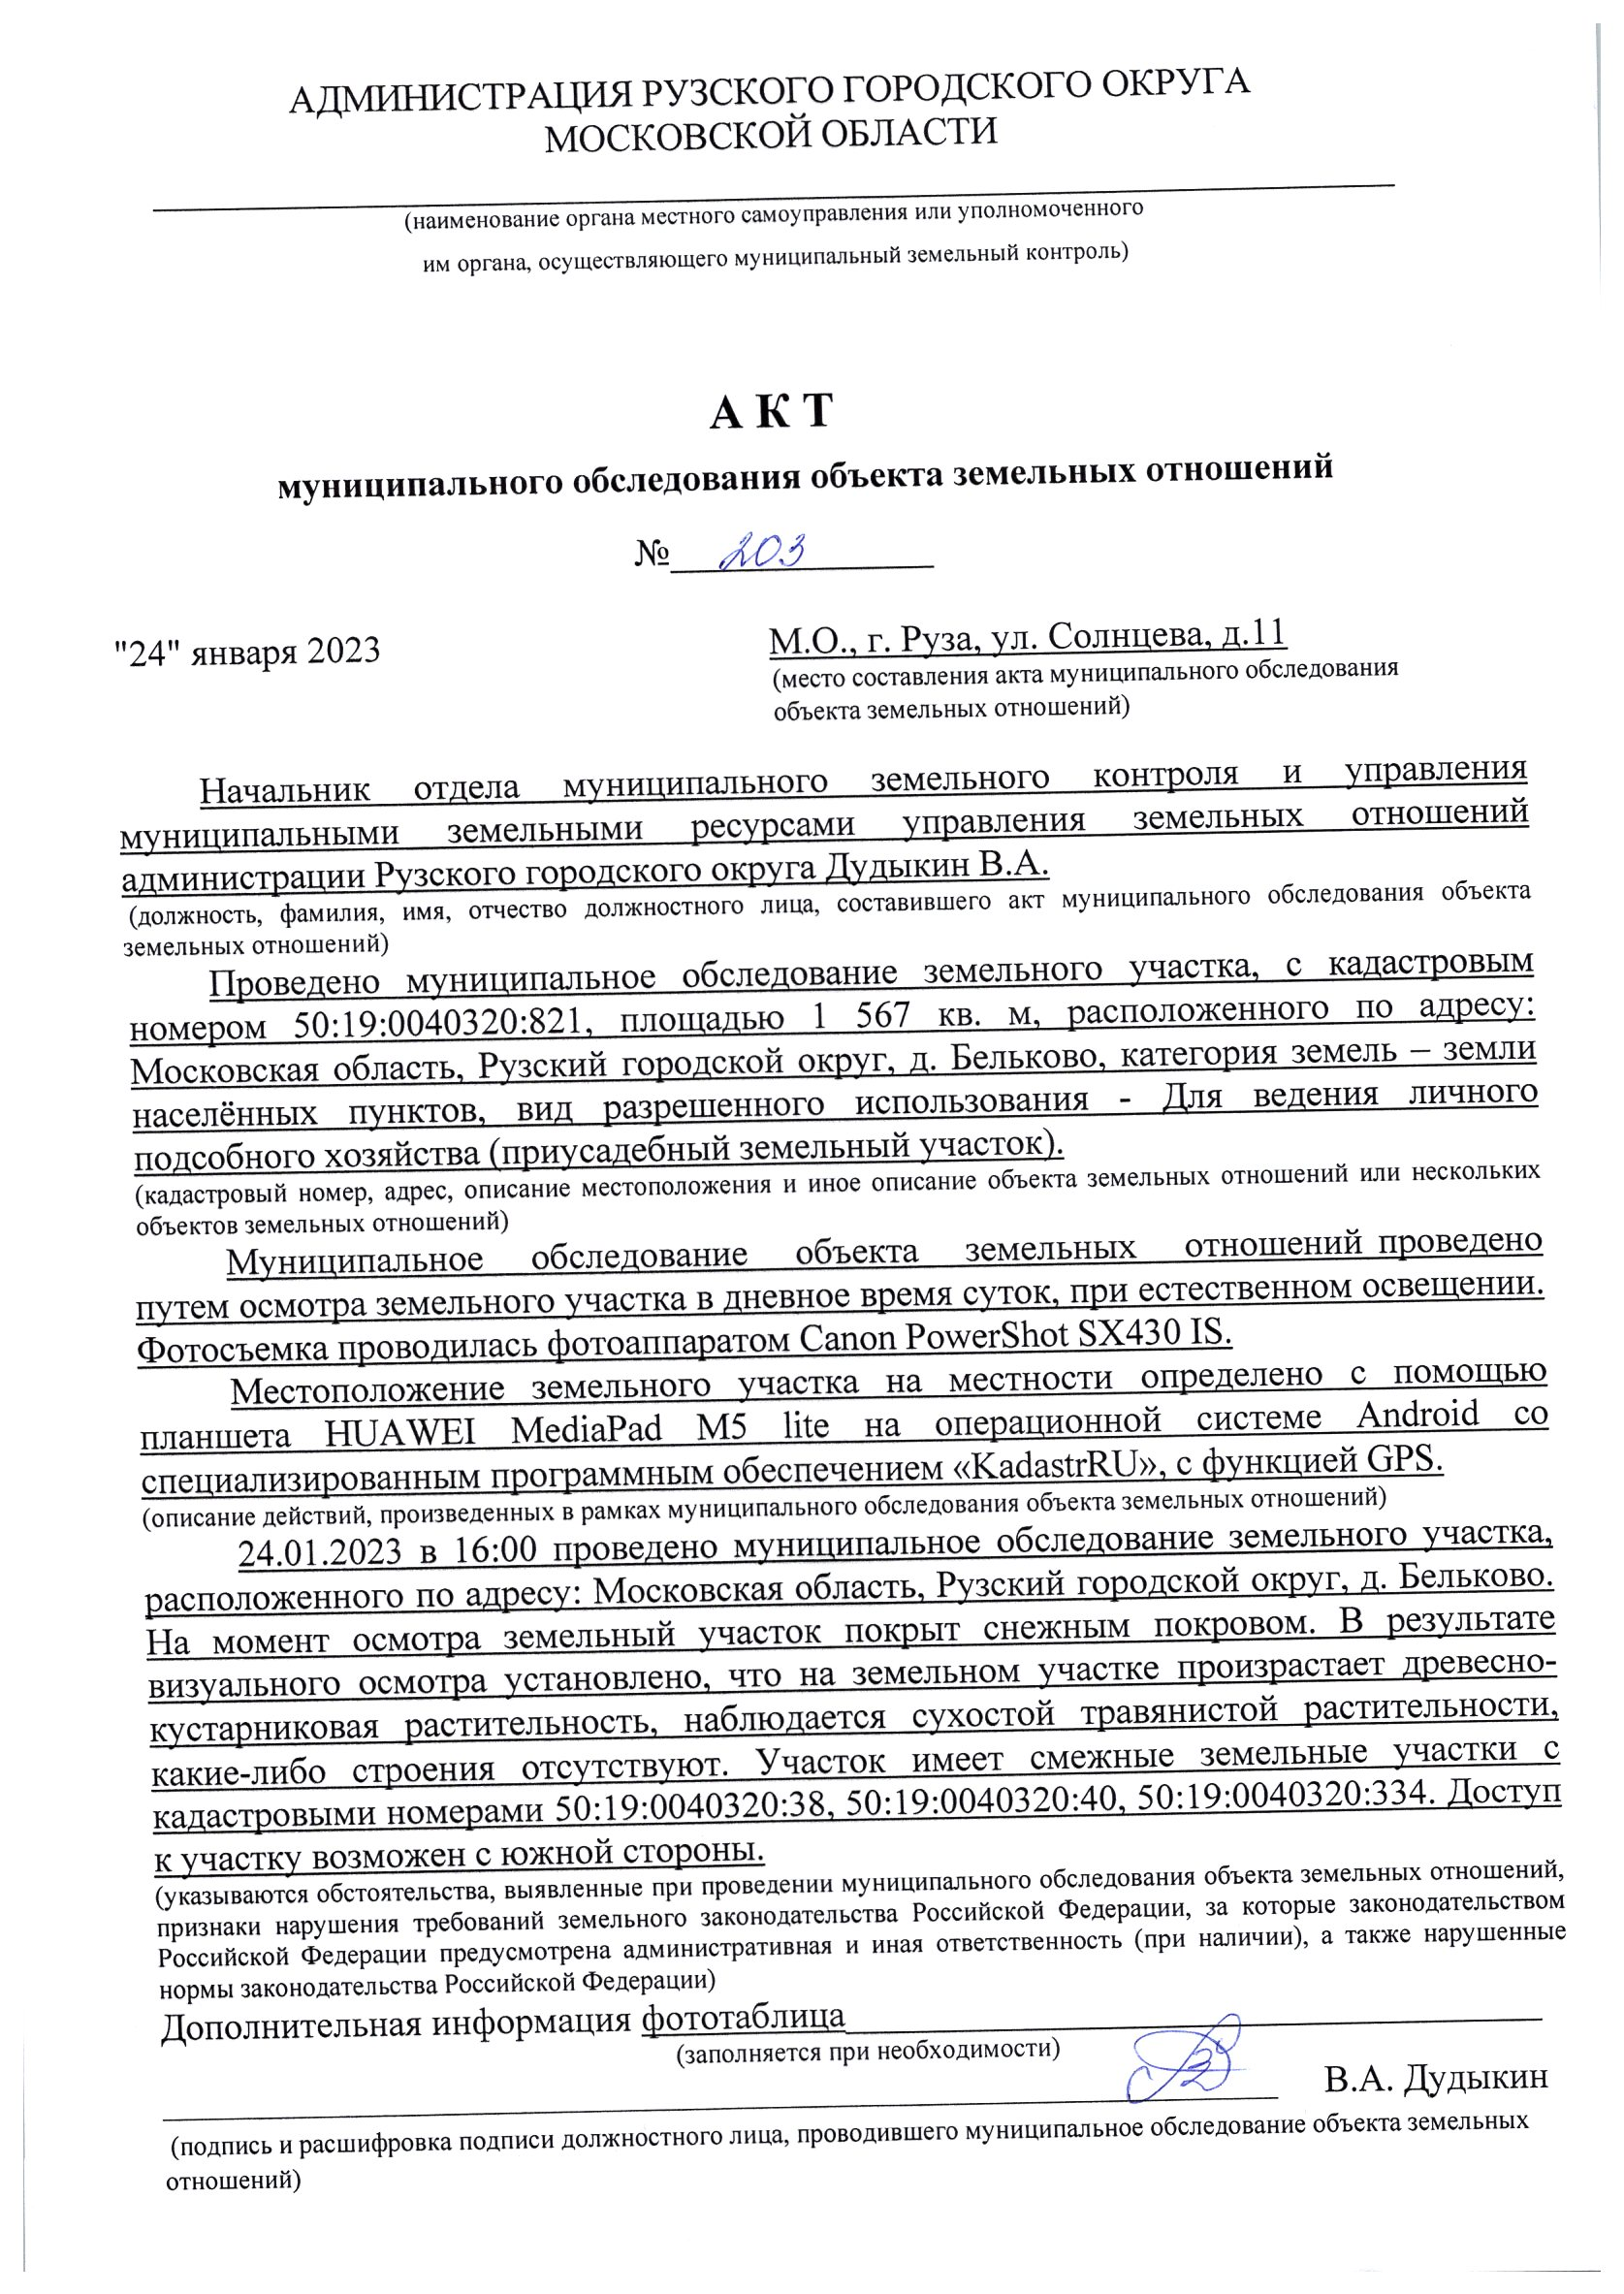 АДМИНИСТРАЦИЯ РУЗСКОГО ГОРОДСКОГО ОКРУГА
МОСКОВСКОЙ ОБЛАСТИ
(наименование органа местного самоуправления или уполномоченного
им органа, осуществляющего муниципальный земельный контроль)
А К Т
муниципального обследования объекта земельных отношений
№ 203
"24" января 2023
М.О., г. Руза, ул. Солнцева, д.11
(место составления акта муниципального обследования
объекта земельных отношений)
Начальник отдела муниципального земельного контроля и управления
муниципальными земельными ресурсами управления земельных отношений
администрации Рузского городского округа Дудыкин В.А.
(должность, фамилия, имя, отчество должностного лица, составившего акт муниципального обследования объекта
земельных отношений)
Проведено муниципальное обследование земельного участка, с кадастровым
номером 50:19:0040320:821, площадью 1 567 кв. м, расположенного по адресу:
Московская область, Рузский городской округ, д. Бельково, категория земель – земли
населённых пунктов, вид разрешенного использования - Для ведения личного
подсобного хозяйства (приусадебный земельный участок).
(кадастровый номер, адрес, описание местоположения и иное описание объекта земельных отношений или нескольких
объектов земельных отношений)
Муниципальное обследование объекта земельных отношений проведено
путем осмотра земельного участка в дневное время суток, при естественном освещении.
Фотосъемка проводилась фотоаппаратом Canon PowerShot SX430 IS.
Местоположение земельного участка на местности определено с помощью
планшета HUAWEI MediaPad M5 lite на операционной системе Android со
специализированным программным обеспечением «KadastrRU», с функцией GPS.
(описание действий, произведенных в рамках муниципального обследования объекта земельных отношений)
24.01.2023 в 16:00 проведено муниципальное обследование земельного участка,
расположенного по адресу: Московская область, Рузский городской округ, д. Бельково.
На момент осмотра земельный участок покрыт снежным покровом. В результате
визуального осмотра установлено, что на земельном участке произрастает древесно-
кустарниковая растительность, наблюдается сухостой травянистой растительности,
какие-либо строения отсутствуют. Участок имеет смежные земельные участки с
кадастровыми номерами 50:19:0040320:38, 50:19:0040320:40, 50:19:0040320:334. Доступ
к участку возможен с южной стороны.
(указываются обстоятельства, выявленные при проведении муниципального обследования объекта земельных отношений,
признаки нарушения требований земельного законодательства Российской Федерации, за которые законодательством
Российской Федерации предусмотрена административная и иная ответственность (при наличии), а также нарушенные
нормы законодательства Российской Федерации)
Дополнительная информация фототаблица
(заполняется при необходимости)
В.А. Дудыкин
(подпись и расшифровка подписи должностного лица, проводившего муниципальное обследование объекта земельных
отношений)